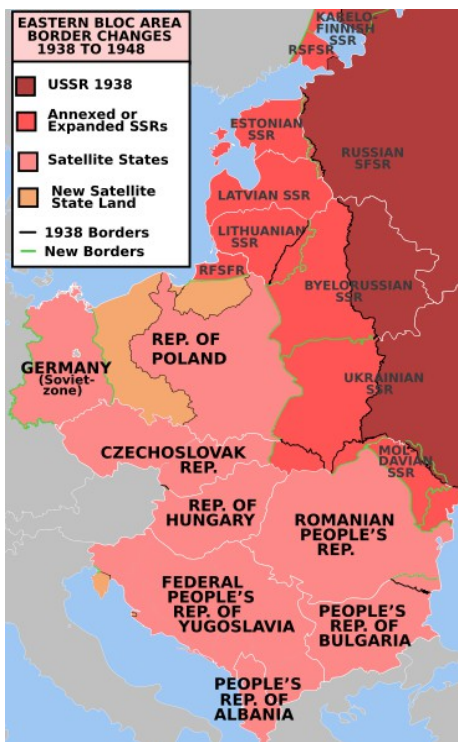 EASTERN BLOC AREA
BORDER CHANGES
1938 TO 1948
USSR 1938
Annexed or
Expanded SSRs
Satellite States
New Satellite
State Land
1938 Borders
New Borders
KARELO-
FINNISH
SSR
RSFSR
ESTONIAN
SSR
RUSSIAN
SFSR
LATVIAN SSR
LITHUANIAN
SSR
RFSFR
BYELORUSSIAN
SSR
REP. OF
POLAND
GERMANY
(Soviet-
zone)
UKRAINIAN
SSR
CZECHOSLOVAK
REP.
MOL-
DAVIAN
SSR
REP. OF
HUNGARY
ROMANIAN
PEOPLE'S
REP.
FEDERAL
PEOPLE'S
REP. OF
YUGOSLAVIA
PEOPLE'S
REP. OF
BULGARIA
PEOPLE'S
REP. OF
ALBANIA